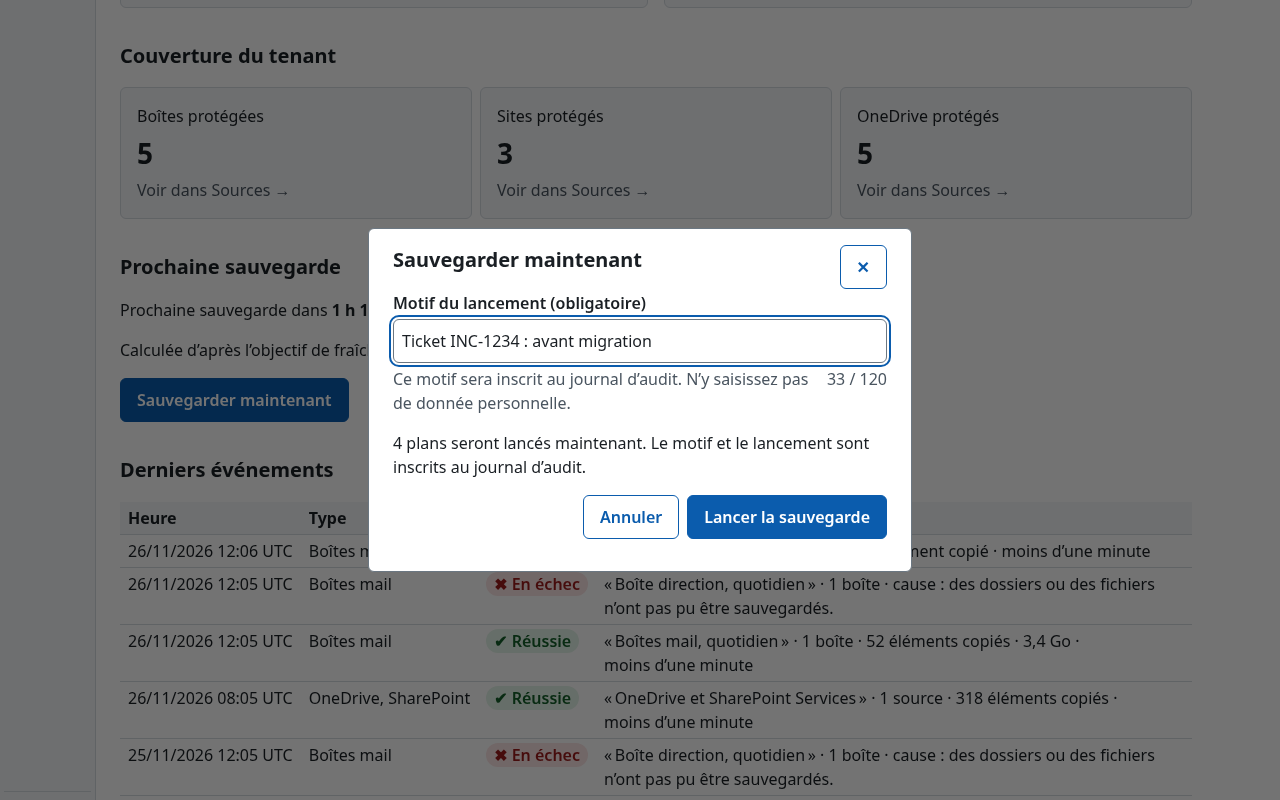 Couverture du tenant
Boîtes protégées
5
Voir dans Sources →
Sites protégés
3
Voir dans Sources →
OneDrive protégés
5
Voir dans Sources →
Prochaine sauvegarde
Prochaine sauvegarde dans 1 h 1
Calculée d’après l’objectif de fraîc
Sauvegarder maintenant
Sauvegarder maintenant
×
Motif du lancement (obligatoire)
Ticket INC-1234 : avant migration
Ce motif sera inscrit au journal d’audit. N’y saisissez pas
de donnée personnelle.
33 / 120
4 plans seront lancés maintenant. Le motif et le lancement sont
inscrits au journal d’audit.
Annuler
Lancer la sauvegarde
Derniers événements
Heure Type
26/11/2026 12:06 UTC Boîtes copié · moins d’une minute
26/11/2026 12:05 UTC Boîtes mail ✖ En échec « Boîte direction, quotidien » · 1 boîte · cause : des dossiers ou des fichiers
n’ont pas pu être sauvegardés.
26/11/2026 12:05 UTC Boîtes mail ✔ Réussie « Boîtes mail, quotidien » · 1 boîte · 52 éléments copiés · 3,4 Go ·
moins d’une minute
26/11/2026 08:05 UTC OneDrive, SharePoint ✔ Réussie « OneDrive et SharePoint Services » · 1 source · 318 éléments copiés ·
moins d’une minute
25/11/2026 12:05 UTC Boîtes mail ✖ En échec « Boîte direction, quotidien » · 1 boîte · cause : des dossiers ou des fichiers
n’ont pas pu être sauvegardés.